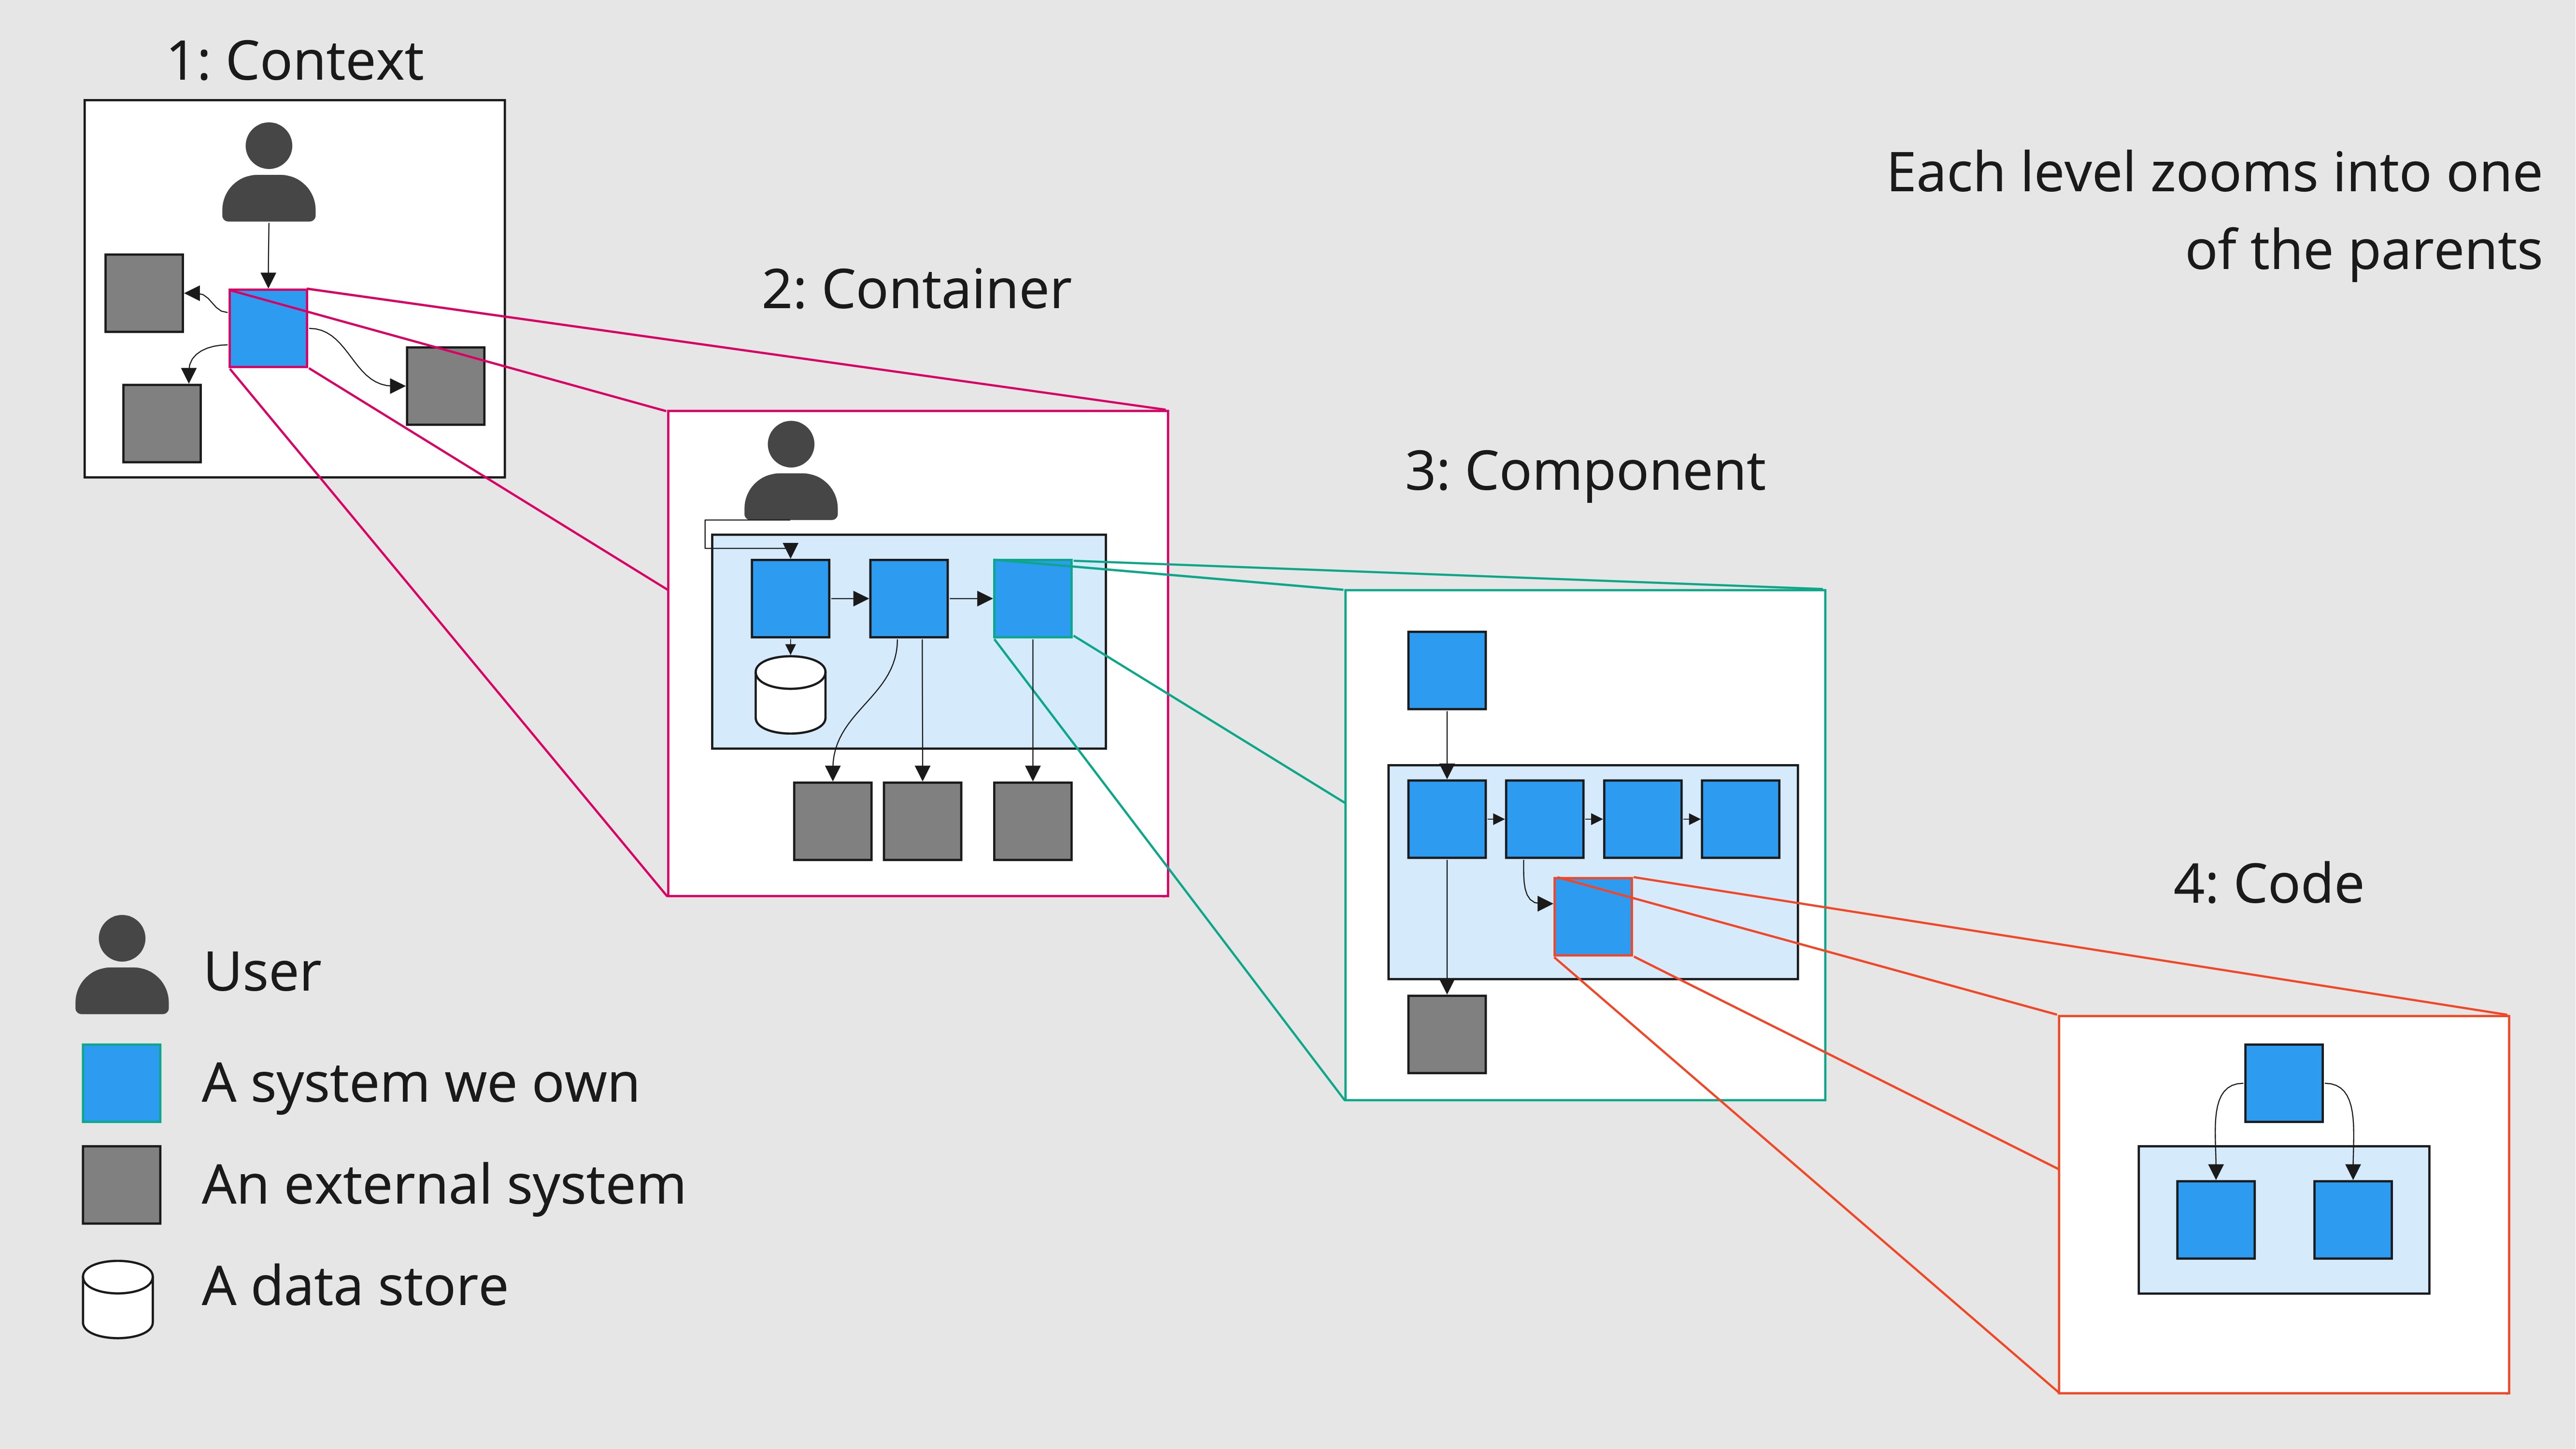 1: Context
Each level zooms into one
of the parents
2: Container
3: Component
4: Code
User
A system we own
An external system
A data store